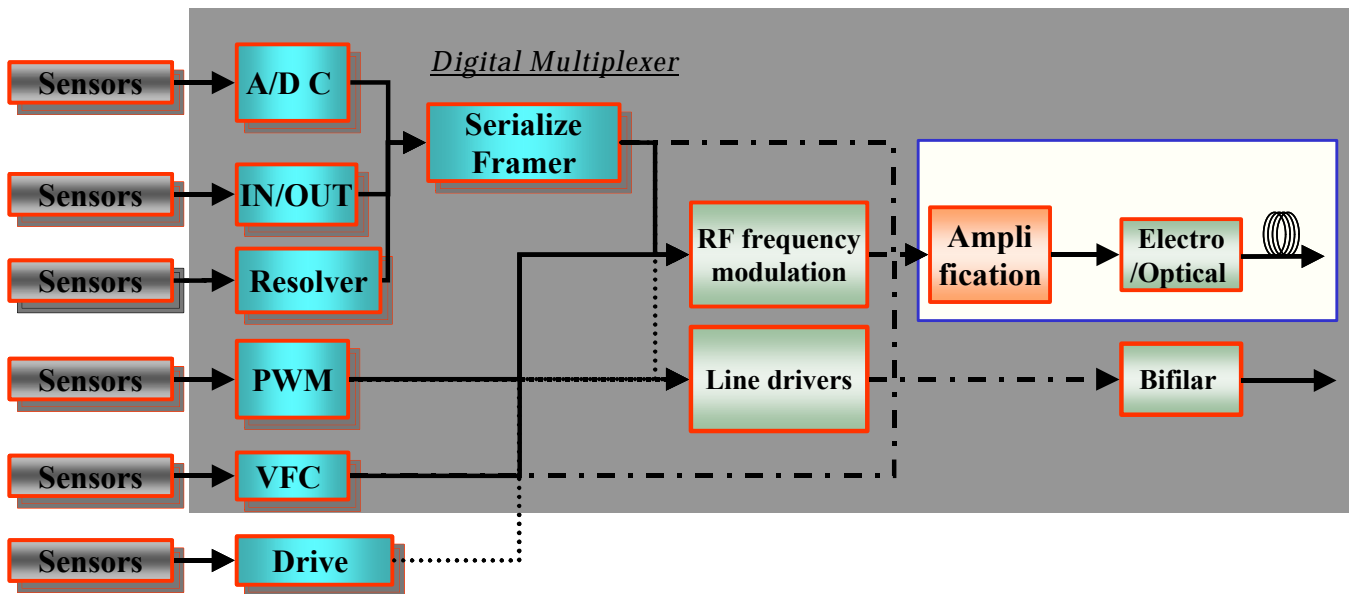 Digital Multiplexer
Sensors
A/D C
Serialize
Framer
Sensors
IN/OUT
Sensors
Resolver
RF frequency
modulation
Ampli
fication
Electro
/Optical
Sensors
PWM
Line drivers
Bifilar
Sensors
VFC
Sensors
Drive